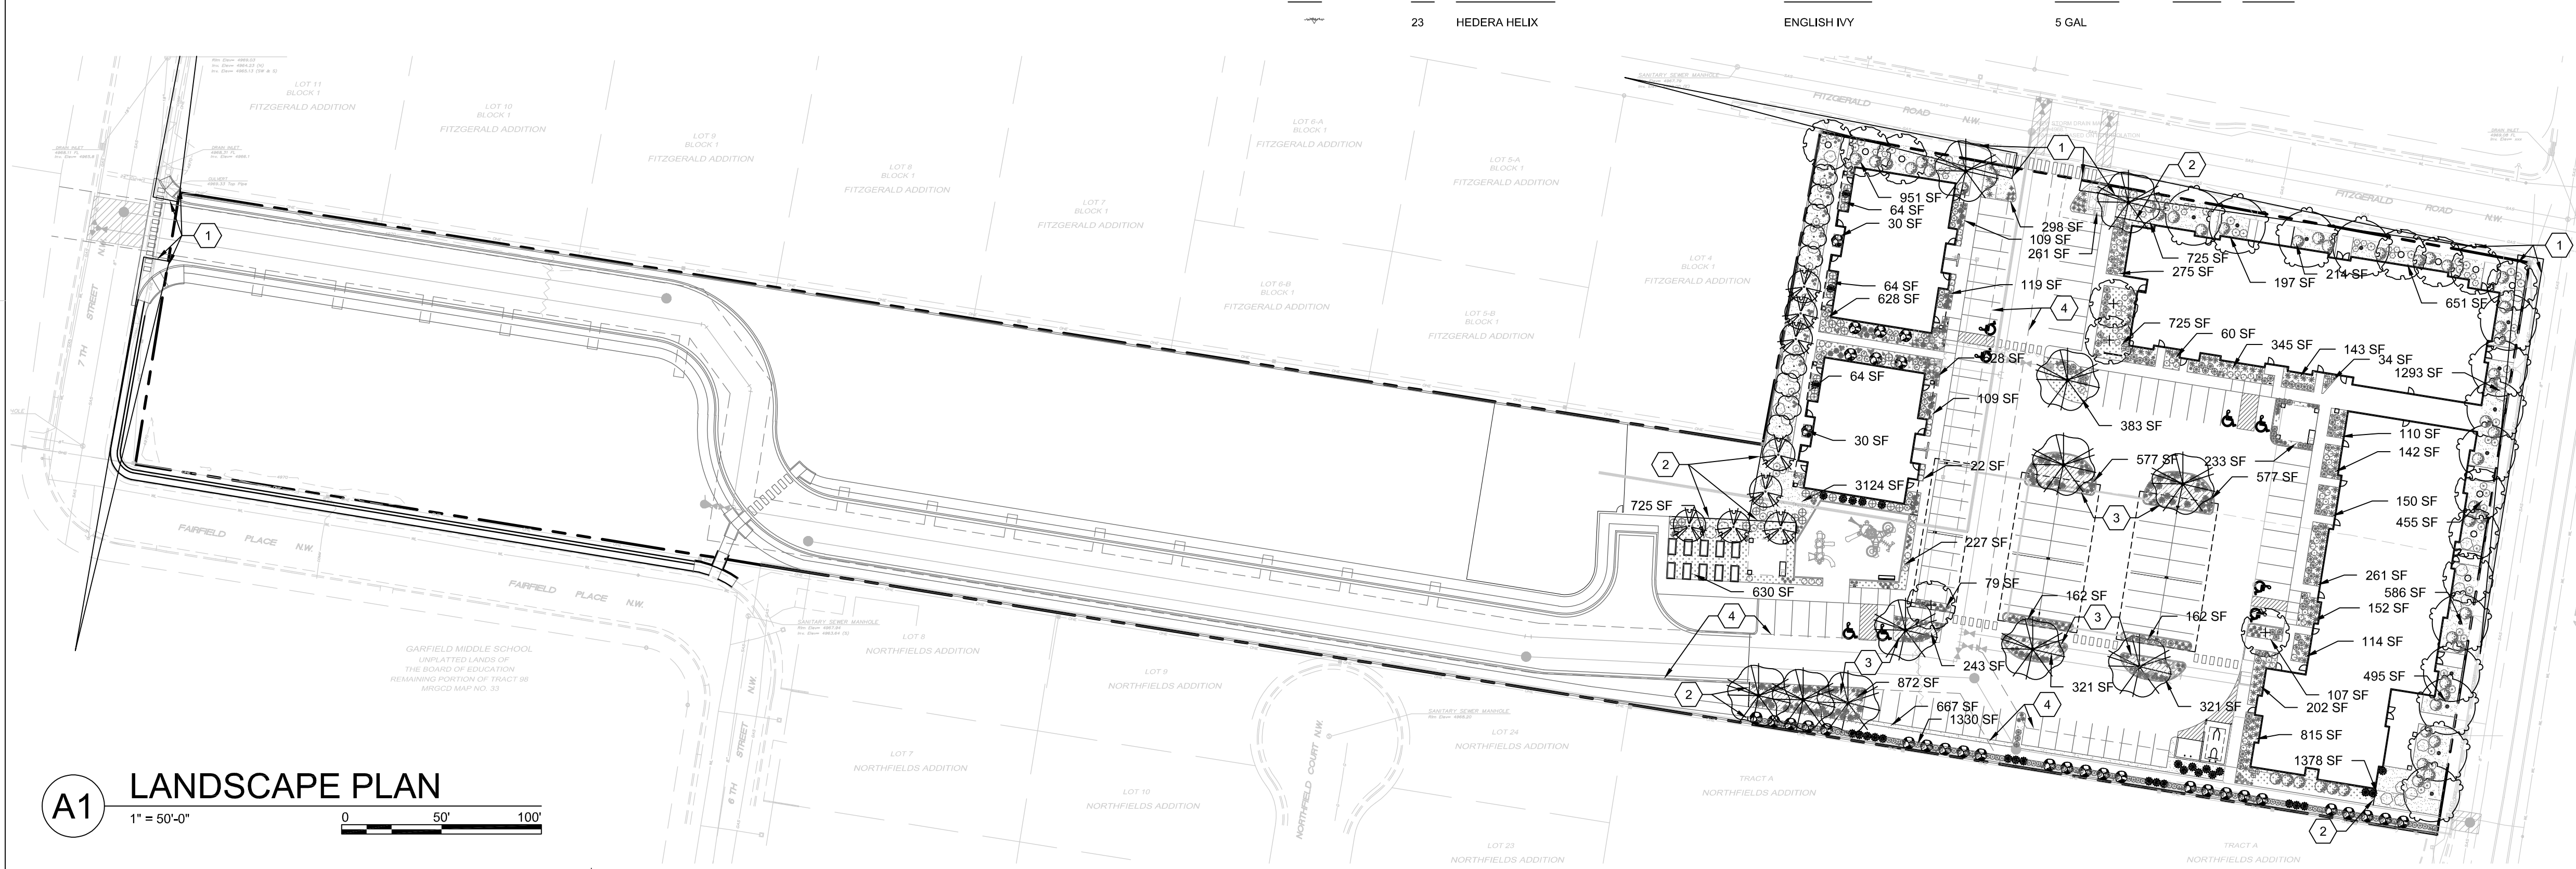 23 HEDERA HELIX ENGLISH IVY 5 GAL
LOT 11
BLOCK 1
FITZGERALD ADDITION
LOT 10
BLOCK 1
FITZGERALD ADDITION
LOT 9
BLOCK 1
FITZGERALD ADDITION
LOT 8
BLOCK 1
FITZGERALD ADDITION
LOT 7
BLOCK 1
FITZGERALD ADDITION
LOT 6-A
BLOCK 1
FITZGERALD ADDITION
LOT 6-B
BLOCK 1
FITZGERALD ADDITION
LOT 5-A
BLOCK 1
FITZGERALD ADDITION
LOT 5-B
BLOCK 1
FITZGERALD ADDITION
LOT 4
BLOCK 1
FITZGERALD ADDITION
SANITARY SEWER MANHOLE
FITZGERALD ROAD N.W.
FITZGERALD ROAD N.W.
DRAIN INLET
DRAIN INLET
CULVERT
DRAIN INLET
1
1
2
1
951 SF
64 SF
30 SF
298 SF
109 SF
261 SF
725 SF
275 SF
197 SF
214 SF
651 SF
64 SF
628 SF
119 SF
4
725 SF
60 SF
345 SF
143 SF
34 SF
1293 SF
28 SF
64 SF
109 SF
383 SF
30 SF
110 SF
142 SF
2
22 SF
577 SF
233 SF
577 SF
3124 SF
150 SF
725 SF
3
455 SF
227 SF
79 SF
261 SF
586 SF
630 SF
162 SF
152 SF
4
3
162 SF
114 SF
243 SF
3
321 SF
495 SF
2
872 SF
107 SF
321 SF
202 SF
667 SF
4
1330 SF
815 SF
1378 SF
2
7 TH STREET N.W.
FAIRFIELD PLACE N.W.
FAIRFIELD PLACE N.W.
6 TH STREET N.W.
GARFIELD MIDDLE SCHOOL
UNPLATTED LANDS OF
THE BOARD OF EDUCATION
REMAINING PORTION OF TRACT 98
MRGCD MAP NO. 33
SANITARY SEWER MANHOLE
LOT 8
NORTHFIELDS ADDITION
LOT 7
NORTHFIELDS ADDITION
LOT 9
NORTHFIELDS ADDITION
LOT 10
NORTHFIELDS ADDITION
NORTHFIELD COURT N.W.
SANITARY SEWER MANHOLE
LOT 24
NORTHFIELDS ADDITION
LOT 23
NORTHFIELDS ADDITION
TRACT A
NORTHFIELDS ADDITION
TRACT A
NORTHFIELDS ADDITION
A1 LANDSCAPE PLAN
1" = 50'-0"
0 50' 100'